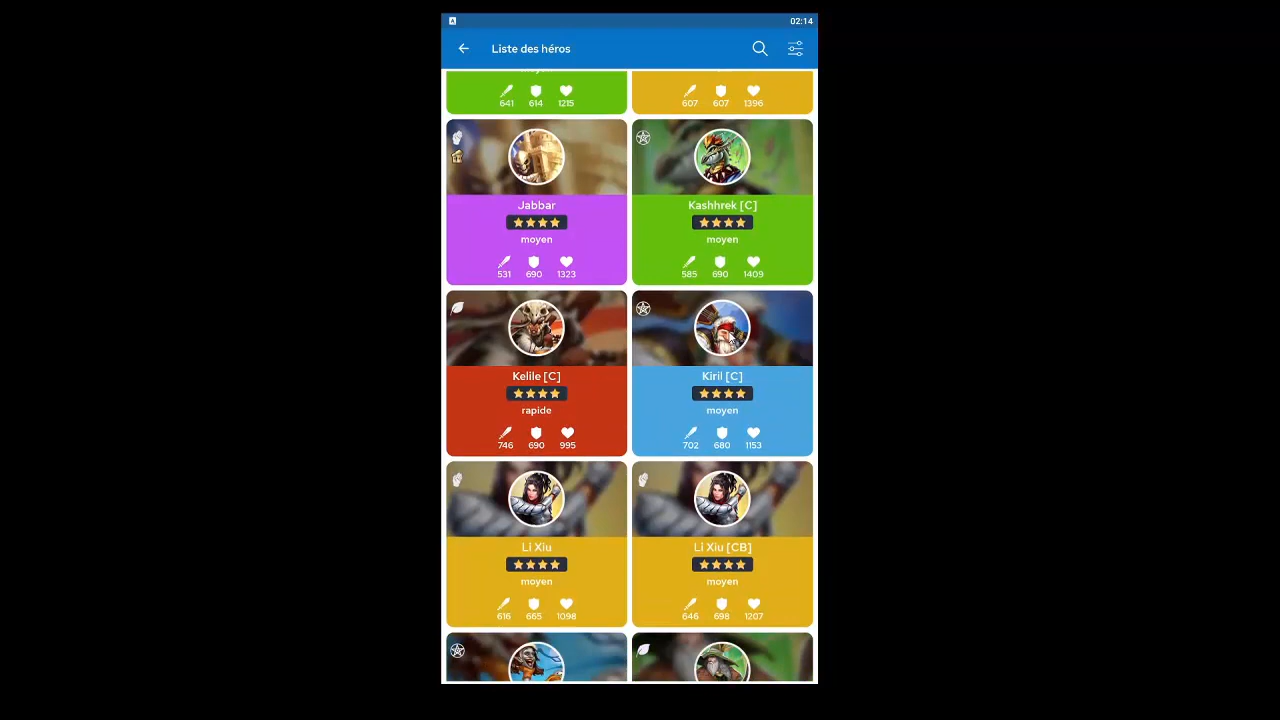 02:14
Liste des héros
641 614 1215
607 607 1396
Jabbar
moyen
531 690 1323
Kashhrek [C]
moyen
585 690 1409
Kelile [C]
rapide
746 690 995
Kiril [C]
moyen
702 680 1153
Li Xiu
moyen
616 665 1098
Li Xiu [CB]
moyen
646 698 1207